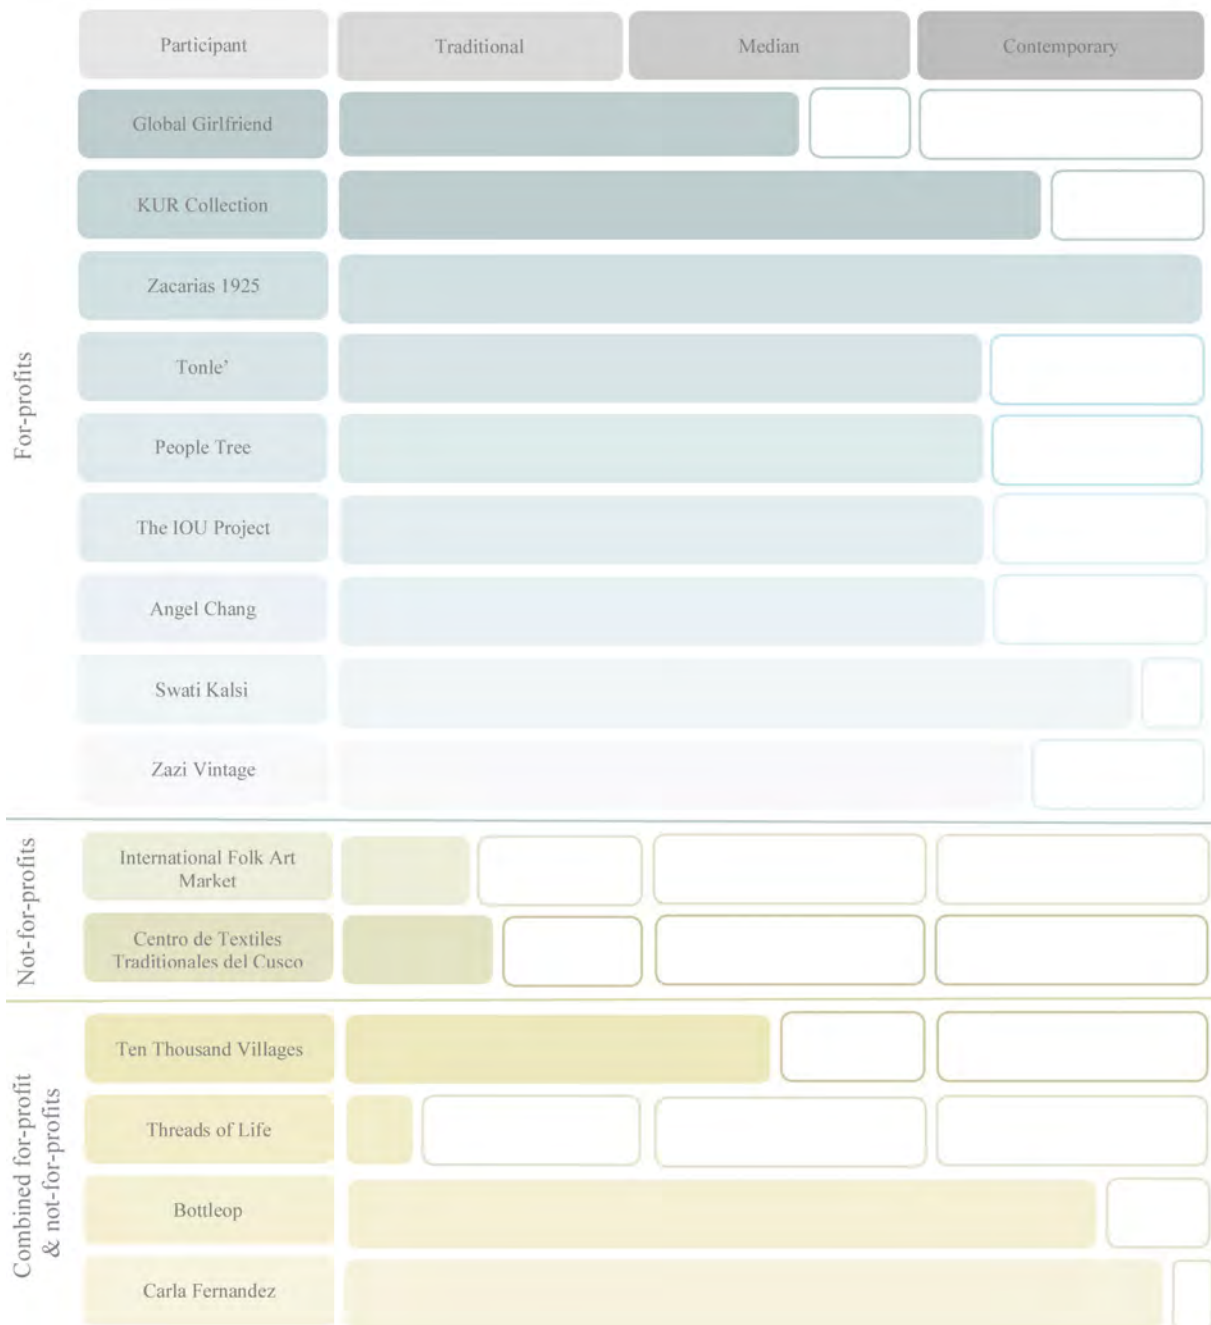 Participant
Traditional
Median
Contemporary
For-profits
Global Girlfriend
KUR Collection
Zacarias 1925
Tonle’
People Tree
The IOU Project
Angel Chang
Swati Kalsi
Zazi Vintage
Not-for-profits
International Folk Art
Market
Centro de Textiles
Traditionales del Cusco
Combined for-profit
& not-for-profits
Ten Thousand Villages
Threads of Life
Bottleop
Carla Fernandez